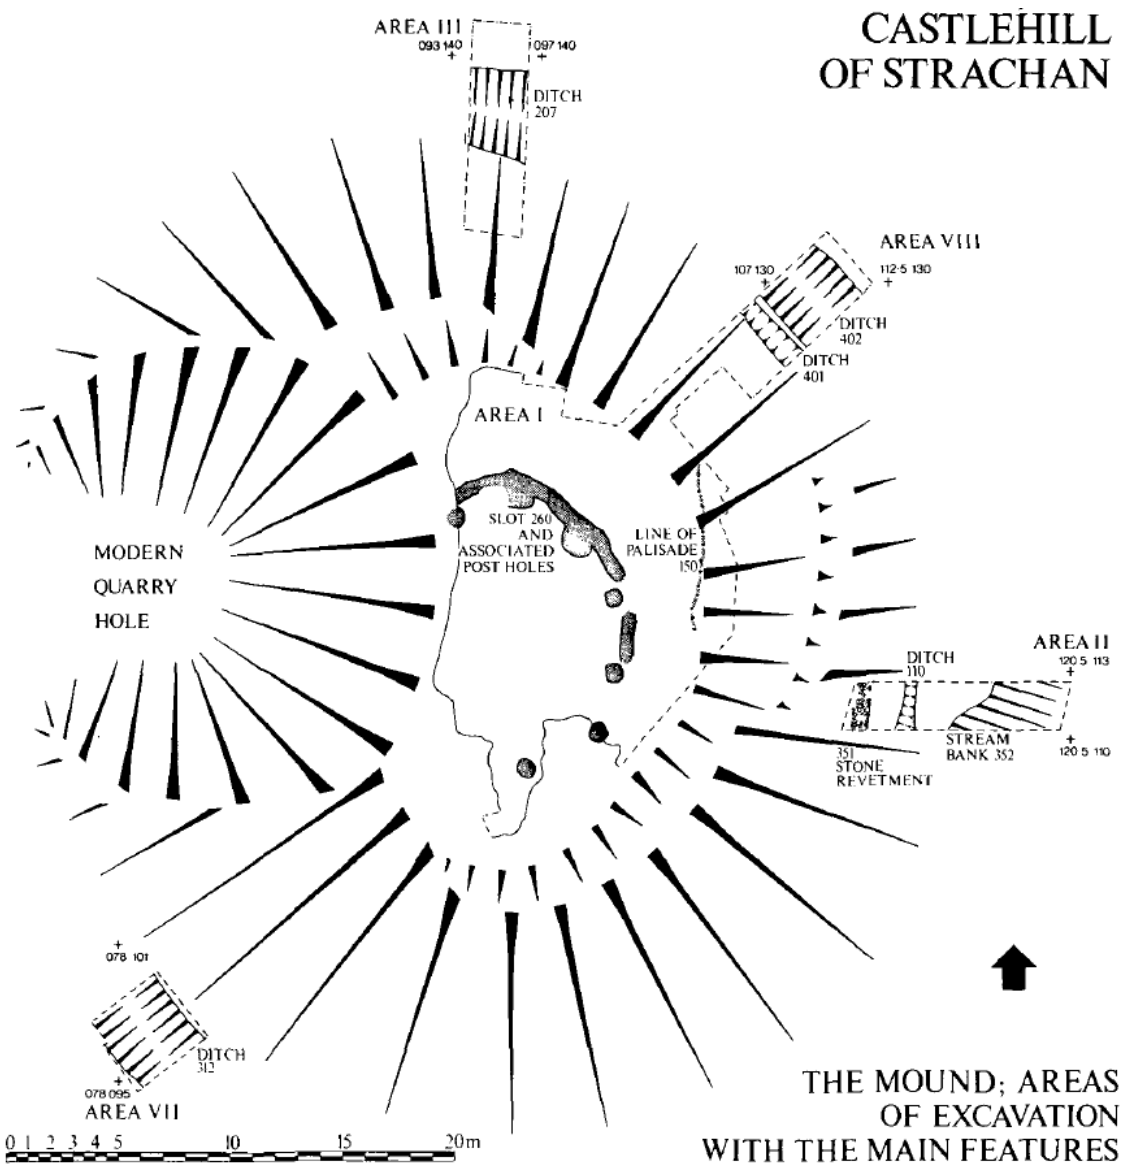 CASTLEHILL
OF STRACHAN
AREA III
093 140
097 140
DITCH
207
AREA VIII
107 130
112·5 130
DITCH
402
DITCH
401
AREA I
SLOT 260
AND
ASSOCIATED
POST HOLES
LINE OF
PALISADE
150
MODERN
QUARRY
HOLE
AREA II
120 5 113
DITCH
110
STREAM
BANK 352
120 5 110
351
STONE
REVETMENT
078 101
DITCH
312
078 095
AREA VII
0 1 2 3 4 5 10 15 20m
THE MOUND; AREAS
OF EXCAVATION
WITH THE MAIN FEATURES